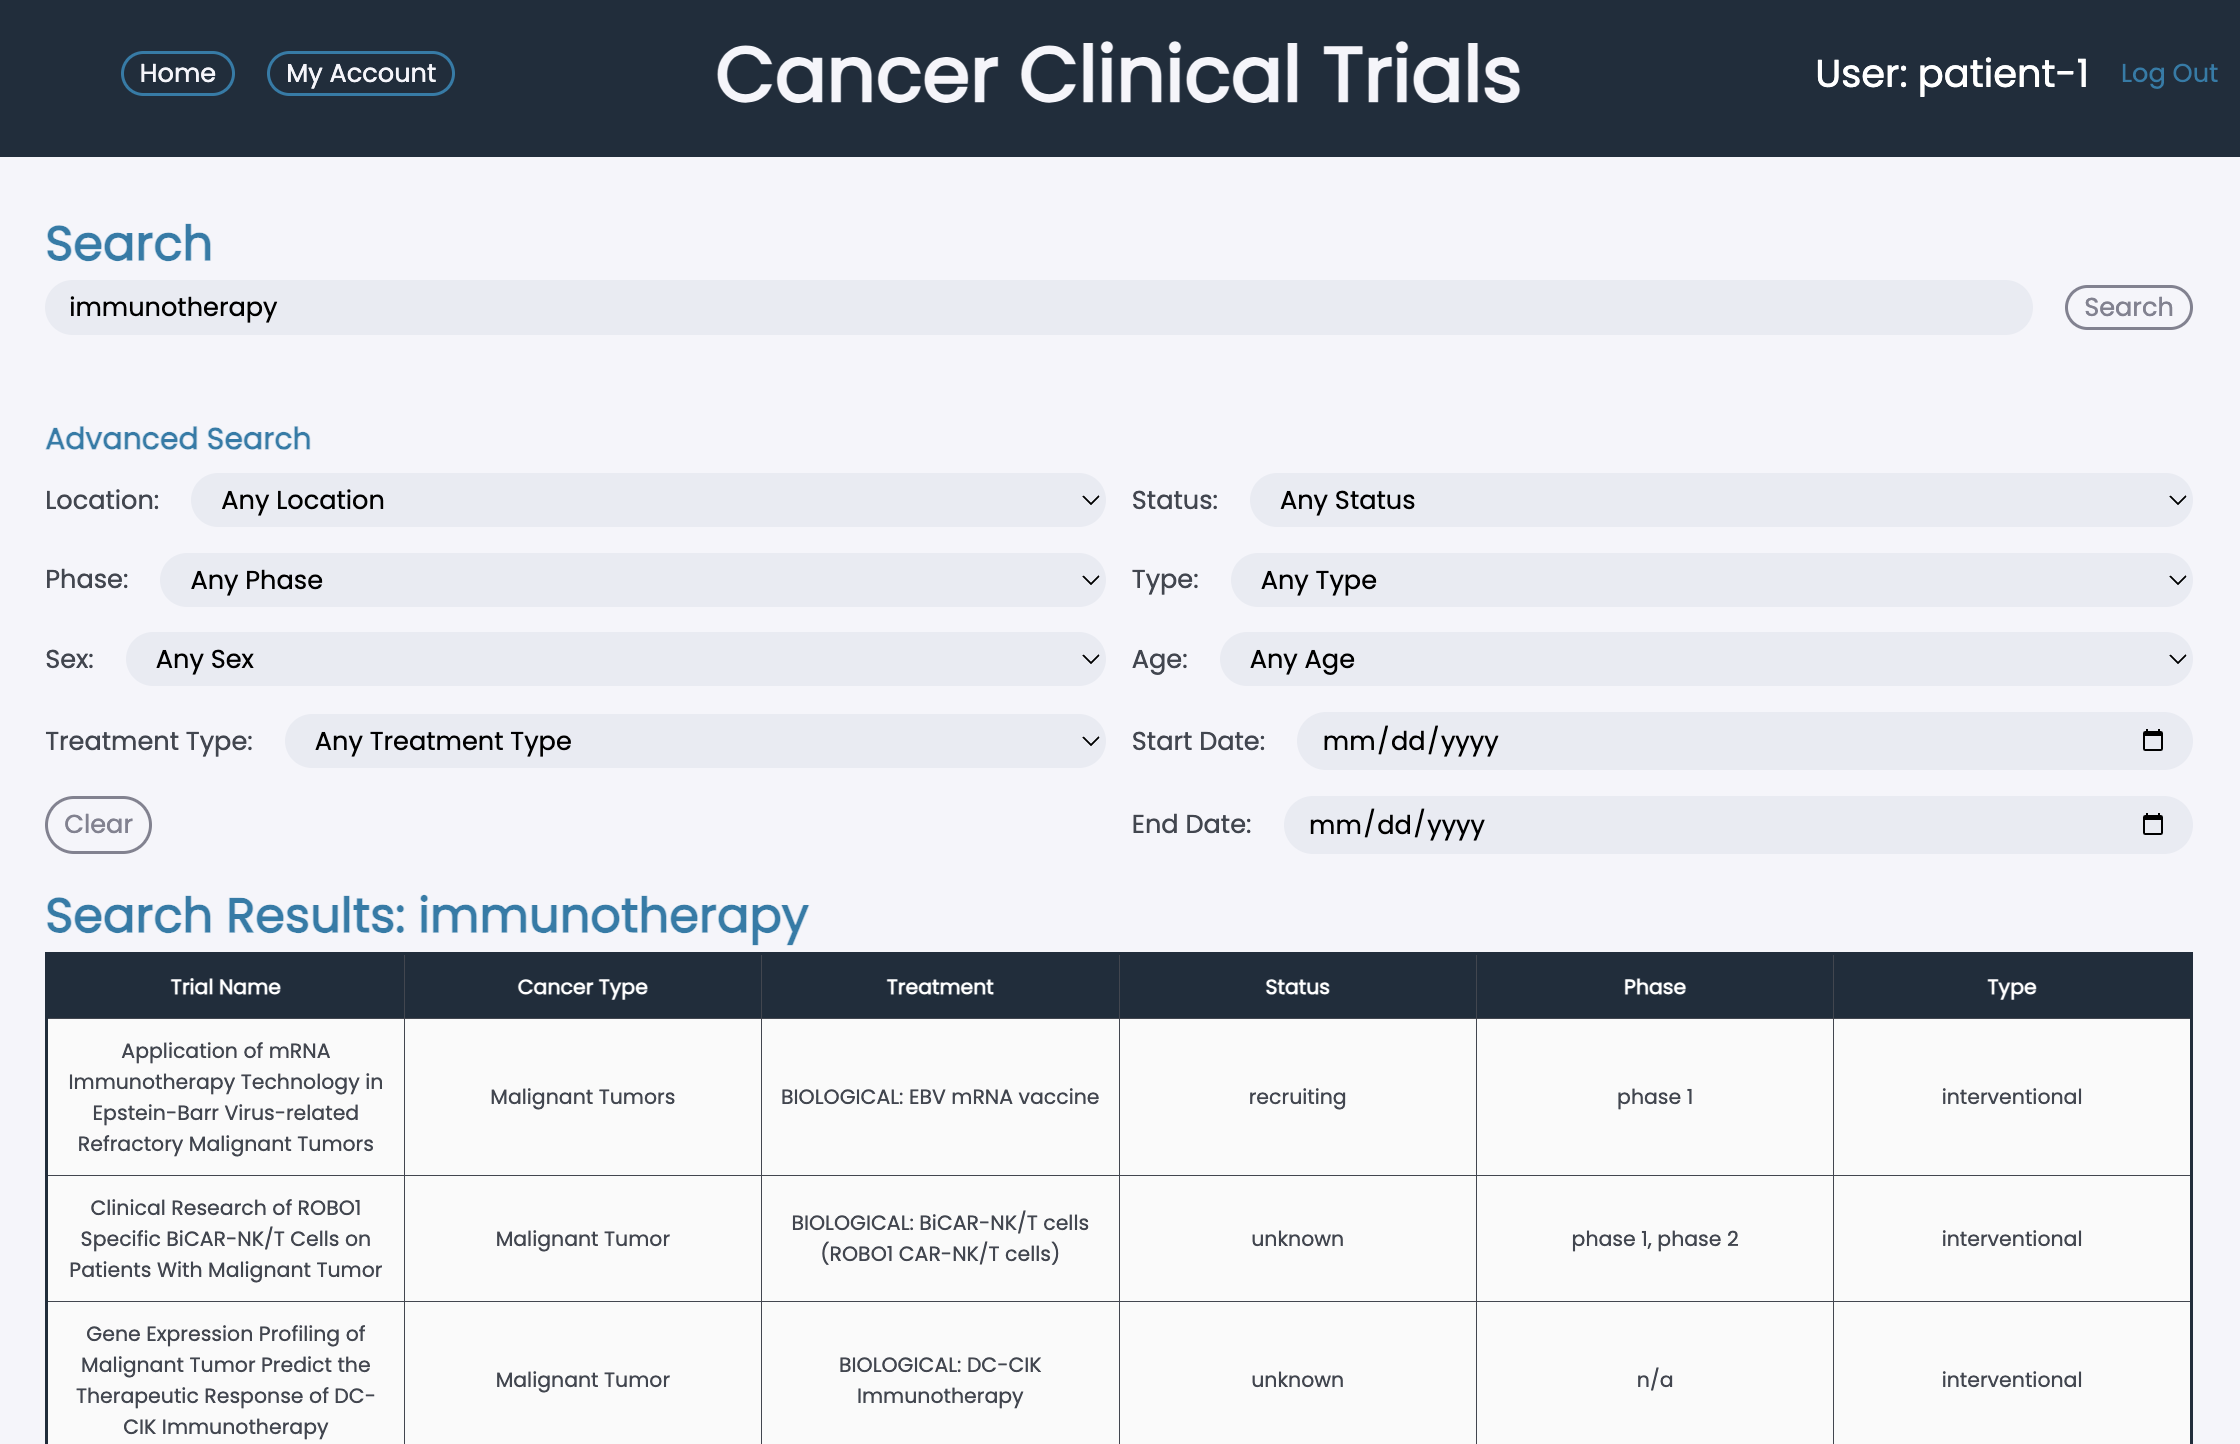 Home
My Account
Cancer Clinical Trials
User: patient-1
Log Out
Search
immunotherapy
Search
Advanced Search
Location:
Any Location
Status:
Any Status
Phase:
Any Phase
Type:
Any Type
Sex:
Any Sex
Age:
Any Age
Treatment Type:
Any Treatment Type
Start Date:
mm/dd/yyyy
Clear
End Date:
mm/dd/yyyy
Search Results: immunotherapy
Trial Name
Cancer Type
Treatment
Status
Phase
Type
Application of mRNA
Immunotherapy Technology in
Epstein-Barr Virus-related
Refractory Malignant Tumors
Malignant Tumors
BIOLOGICAL: EBV mRNA vaccine
recruiting
phase 1
interventional
Clinical Research of ROBO1
Specific BiCAR-NK/T Cells on
Patients With Malignant Tumor
Malignant Tumor
BIOLOGICAL: BiCAR-NK/T cells
(ROBO1 CAR-NK/T cells)
unknown
phase 1, phase 2
interventional
Gene Expression Profiling of
Malignant Tumor Predict the
Therapeutic Response of DC-
CIK Immunotherapy
Malignant Tumor
BIOLOGICAL: DC-CIK
Immunotherapy
unknown
n/a
interventional